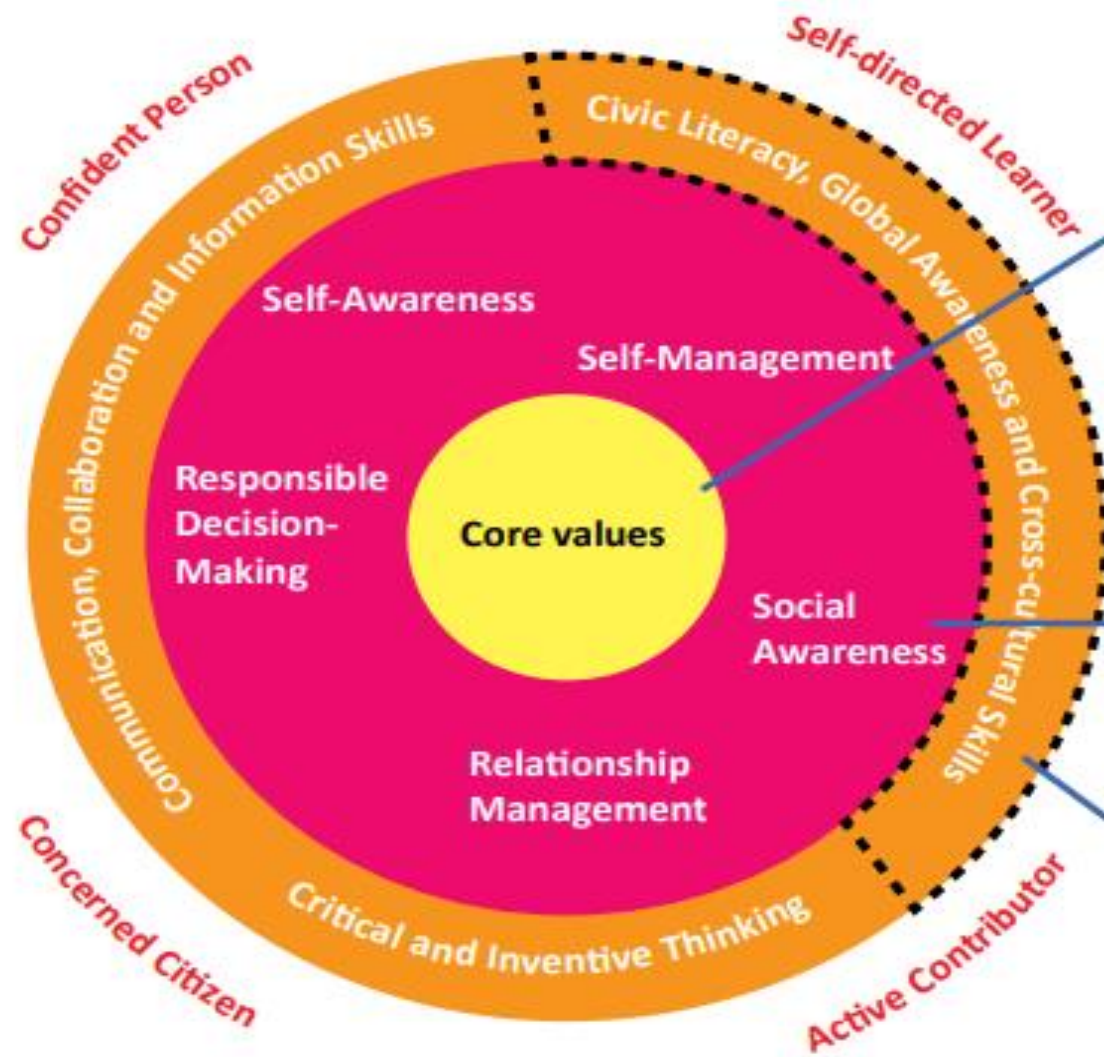 Confident Person
Self-directed Learner
Communication, Collaboration and Information Skills
Civic Literacy, Global Awareness and Cross-cultural Skills
Self-Awareness
Self-Management
Responsible
Decision-
Making
Core values
Social
Awareness
Relationship
Management
Critical and Inventive Thinking
Concerned Citizen
Active Contributor